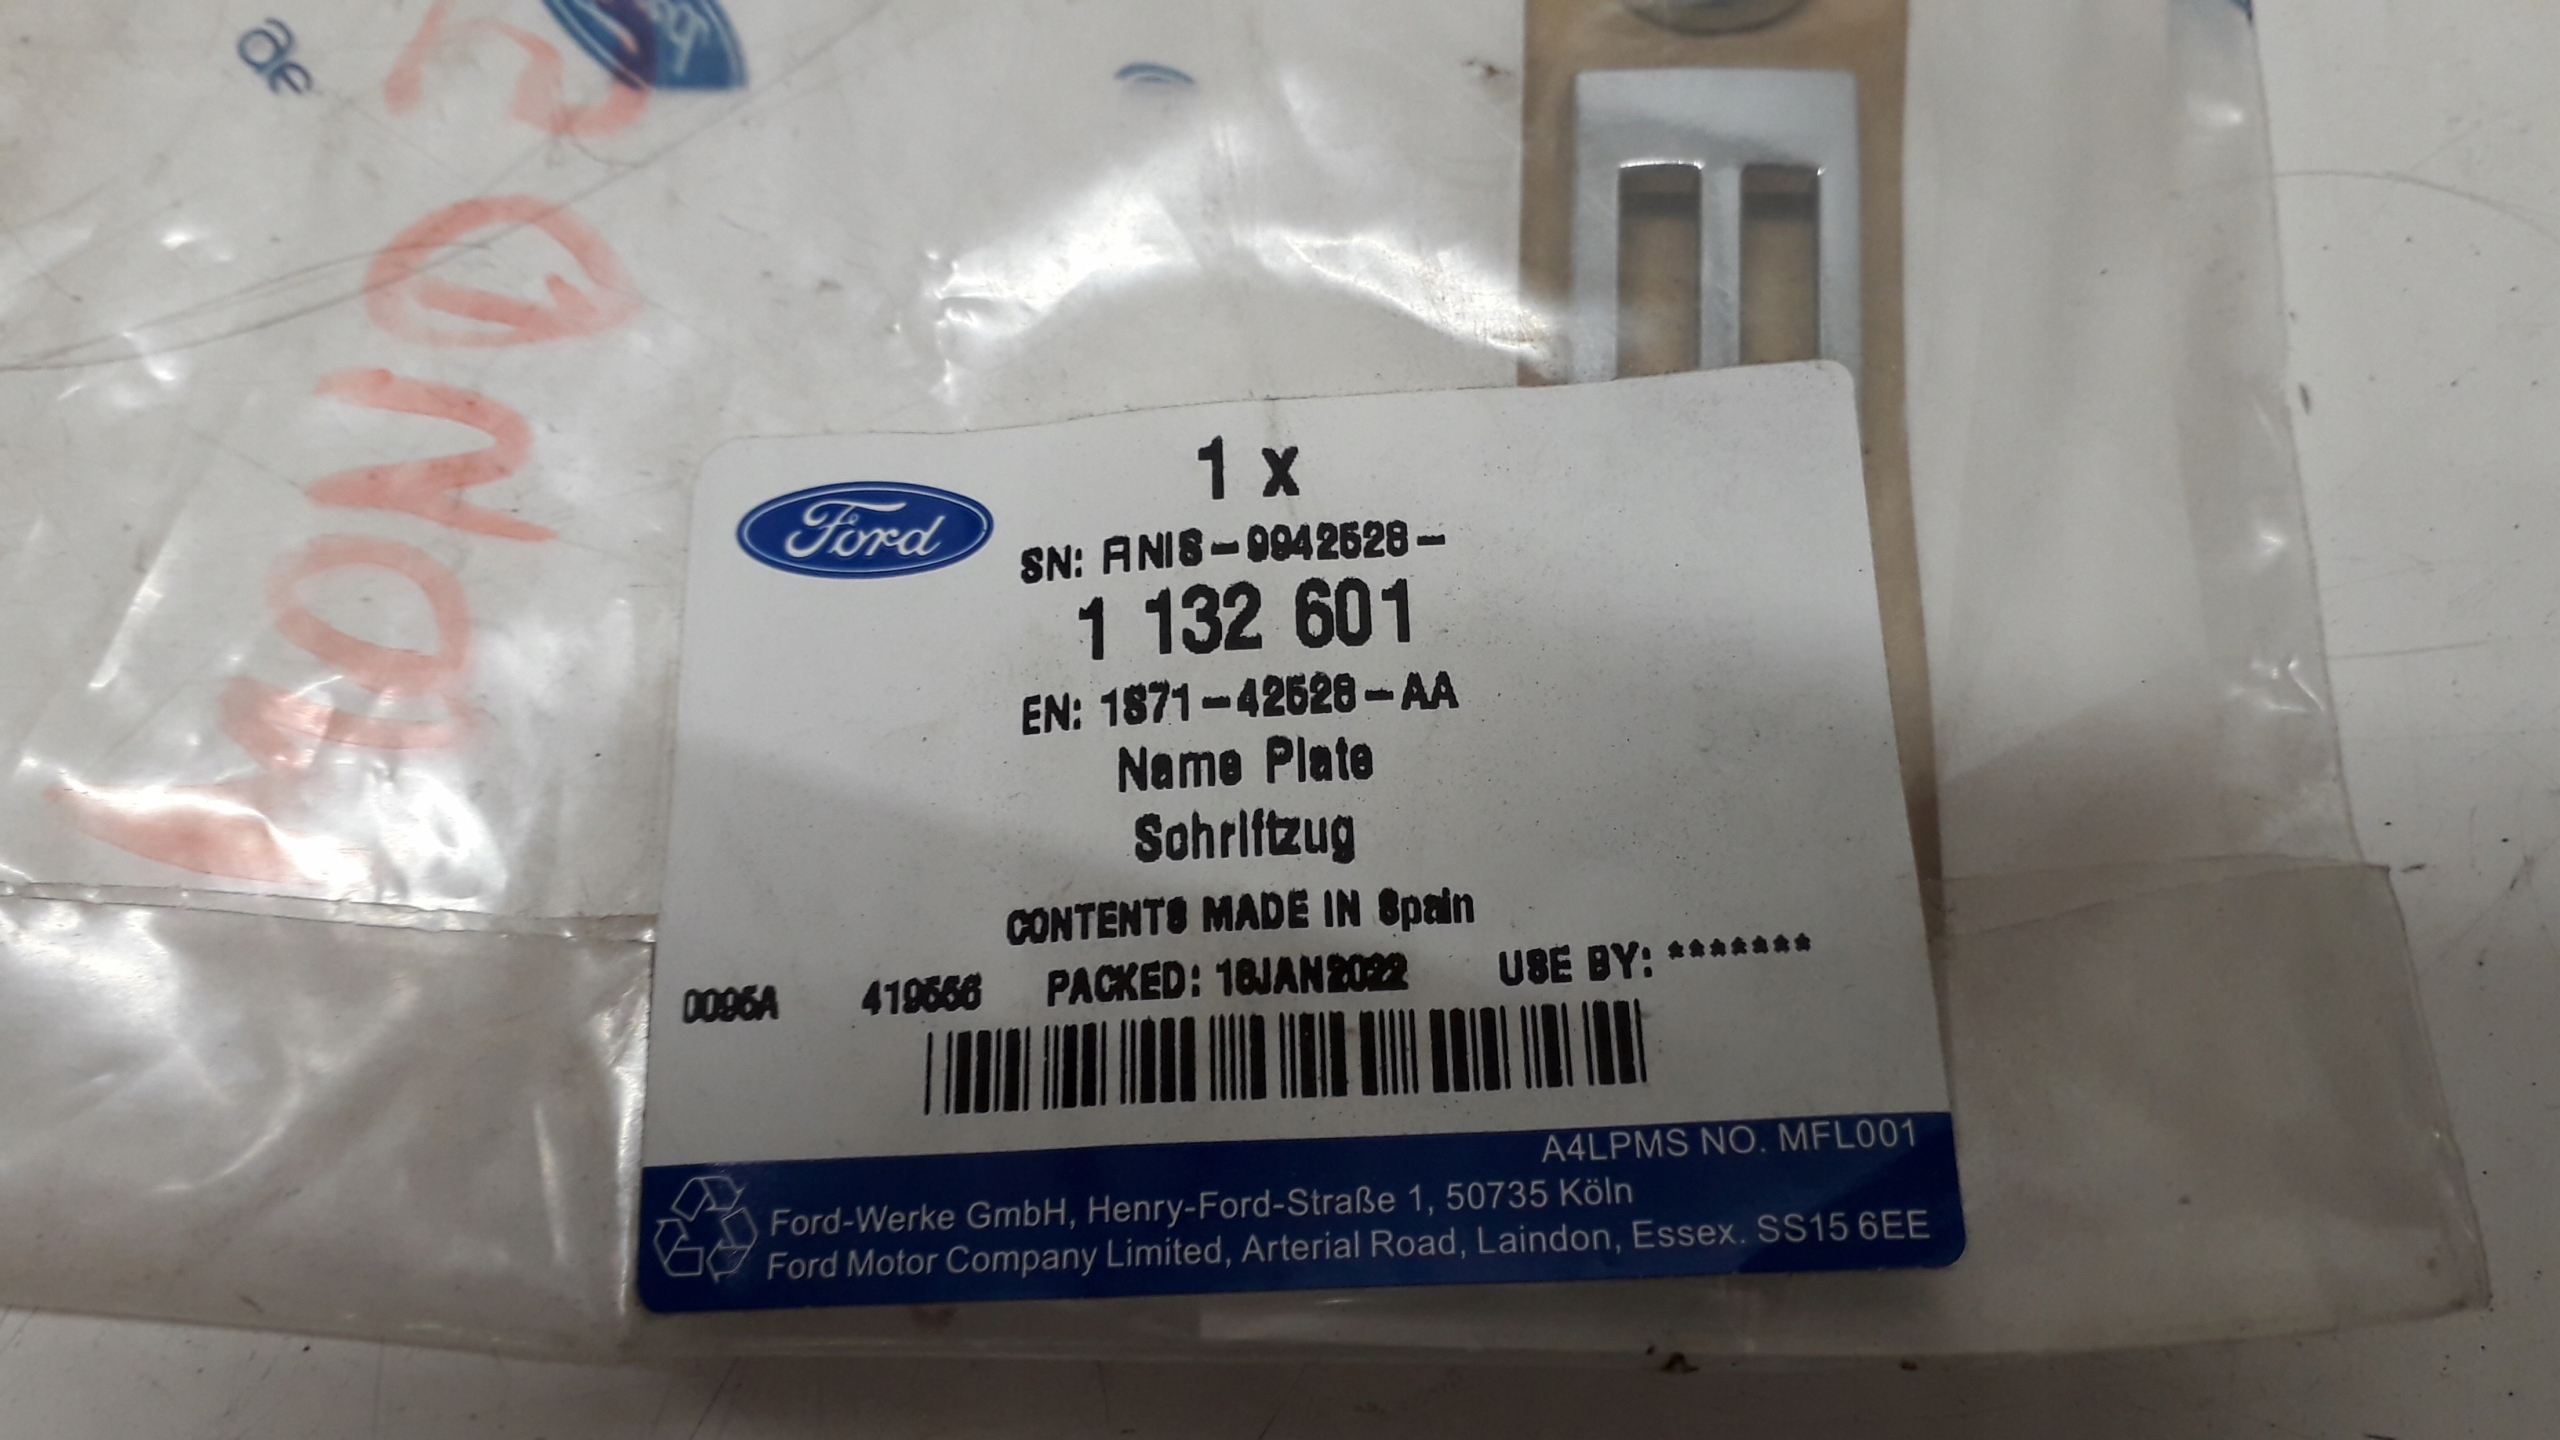 1 x
Ford
SN: FINIS-9942528-
1 132 601
EN: 1S71-42528-AA
Name Plate
Schriftzug
CONTENTS MADE IN Spain
0095A 419556 PACKED: 18JAN2022 USE BY: *******
A4LPMS NO. MFL001
Ford-Werke GmbH, Henry-Ford-Straße 1, 50735 Köln
Ford Motor Company Limited, Arterial Road, Laindon, Essex. SS15 6EE